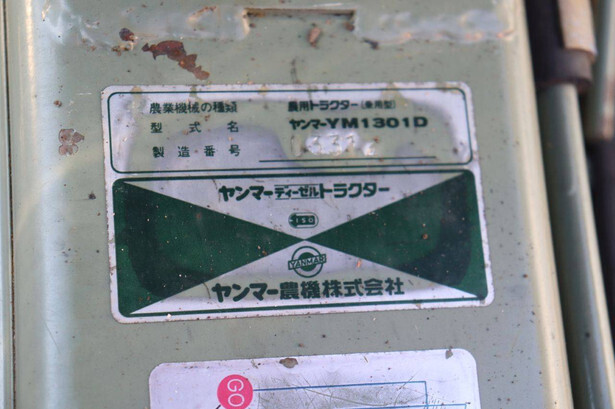 農業機械の種類 農用トラクター(乗用型)
型式名 ヤンマーYM1301D
製造番号
ヤンマーディーゼルトラクター
ISO
YANMAR
ヤンマー農機株式会社
GO